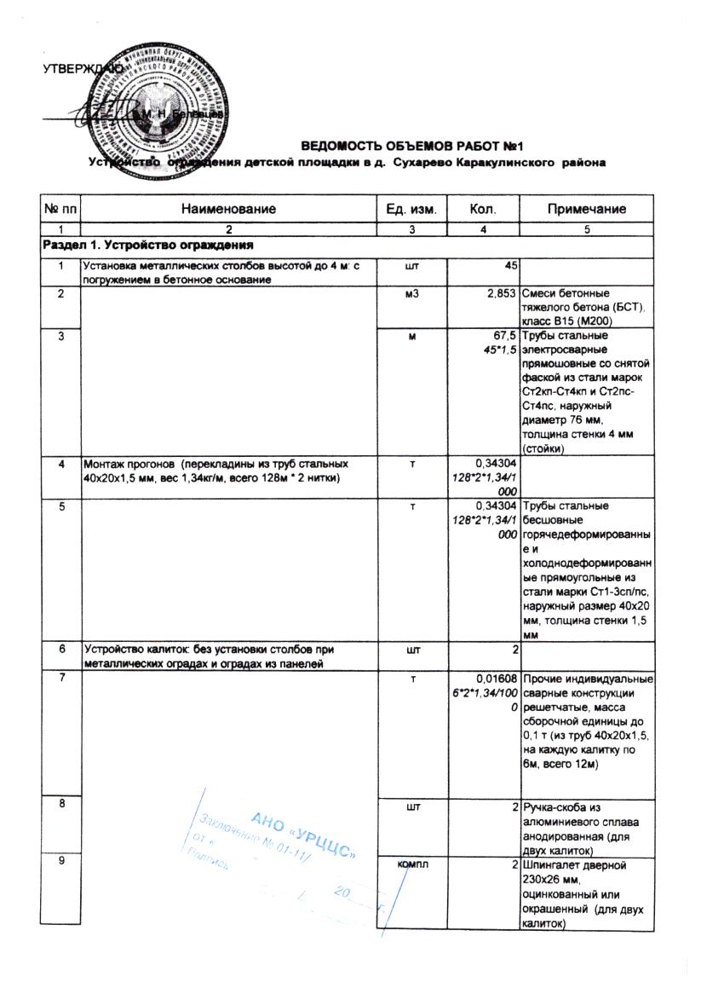 УТВЕРЖДАЮ
М. Н. Белевцев
ВЕДОМОСТЬ ОБЪЕМОВ РАБОТ №1
Устройство ограждения детской площадки в д. Сухарево Каракулинского района
№ пп Наименование Ед. изм. Кол. Примечание
1 2 3 4 5
Раздел 1. Устройство ограждения
1 Установка металлических столбов высотой до 4 м: с шт 45
погружением в бетонное основание
2 м3 2,853 Смеси бетонные
тяжелого бетона (БСТ),
класс В15 (М200)
3 м 67,5 Трубы стальные
45*1,5 электросварные
прямошовные со снятой
фаской из стали марок
Ст2кп-Ст4кп и Ст2пс-
Ст4пс, наружный
диаметр 76 мм,
толщина стенки 4 мм
(стойки)
4 Монтаж прогонов (перекладины из труб стальных т 0,34304
40х20х1,5 мм, вес 1,34кг/м, всего 128м * 2 нитки) 128*2*1,34/1
000
5 т 0,34304 Трубы стальные
128*2*1,34/1 бесшовные
000 горячедеформированны
е и
холоднодеформированн
ые прямоугольные из
стали марки Ст1-3сп/пс,
наружный размер 40х20
мм, толщина стенки 1,5
мм
6 Устройство калиток: без установки столбов при шт 2
металлических оградах и оградах из панелей
7 т 0,01608 Прочие индивидуальные
6*2*1,34/100 сварные конструкции
0 решетчатые, масса
сборочной единицы до
0,1 т (из труб 40х20х1,5,
на каждую калитку по
6м, всего 12м)
8 шт 2 Ручка-скоба из
алюминиевого сплава
анодированная (для
двух калиток)
9 компл 2 Шпингалет дверной
230х26 мм,
оцинкованный или
окрашенный (для двух
калиток)
АНО «УРЦЦС»
Заключение № 01-11/
от « »
Подпись / 20 г.